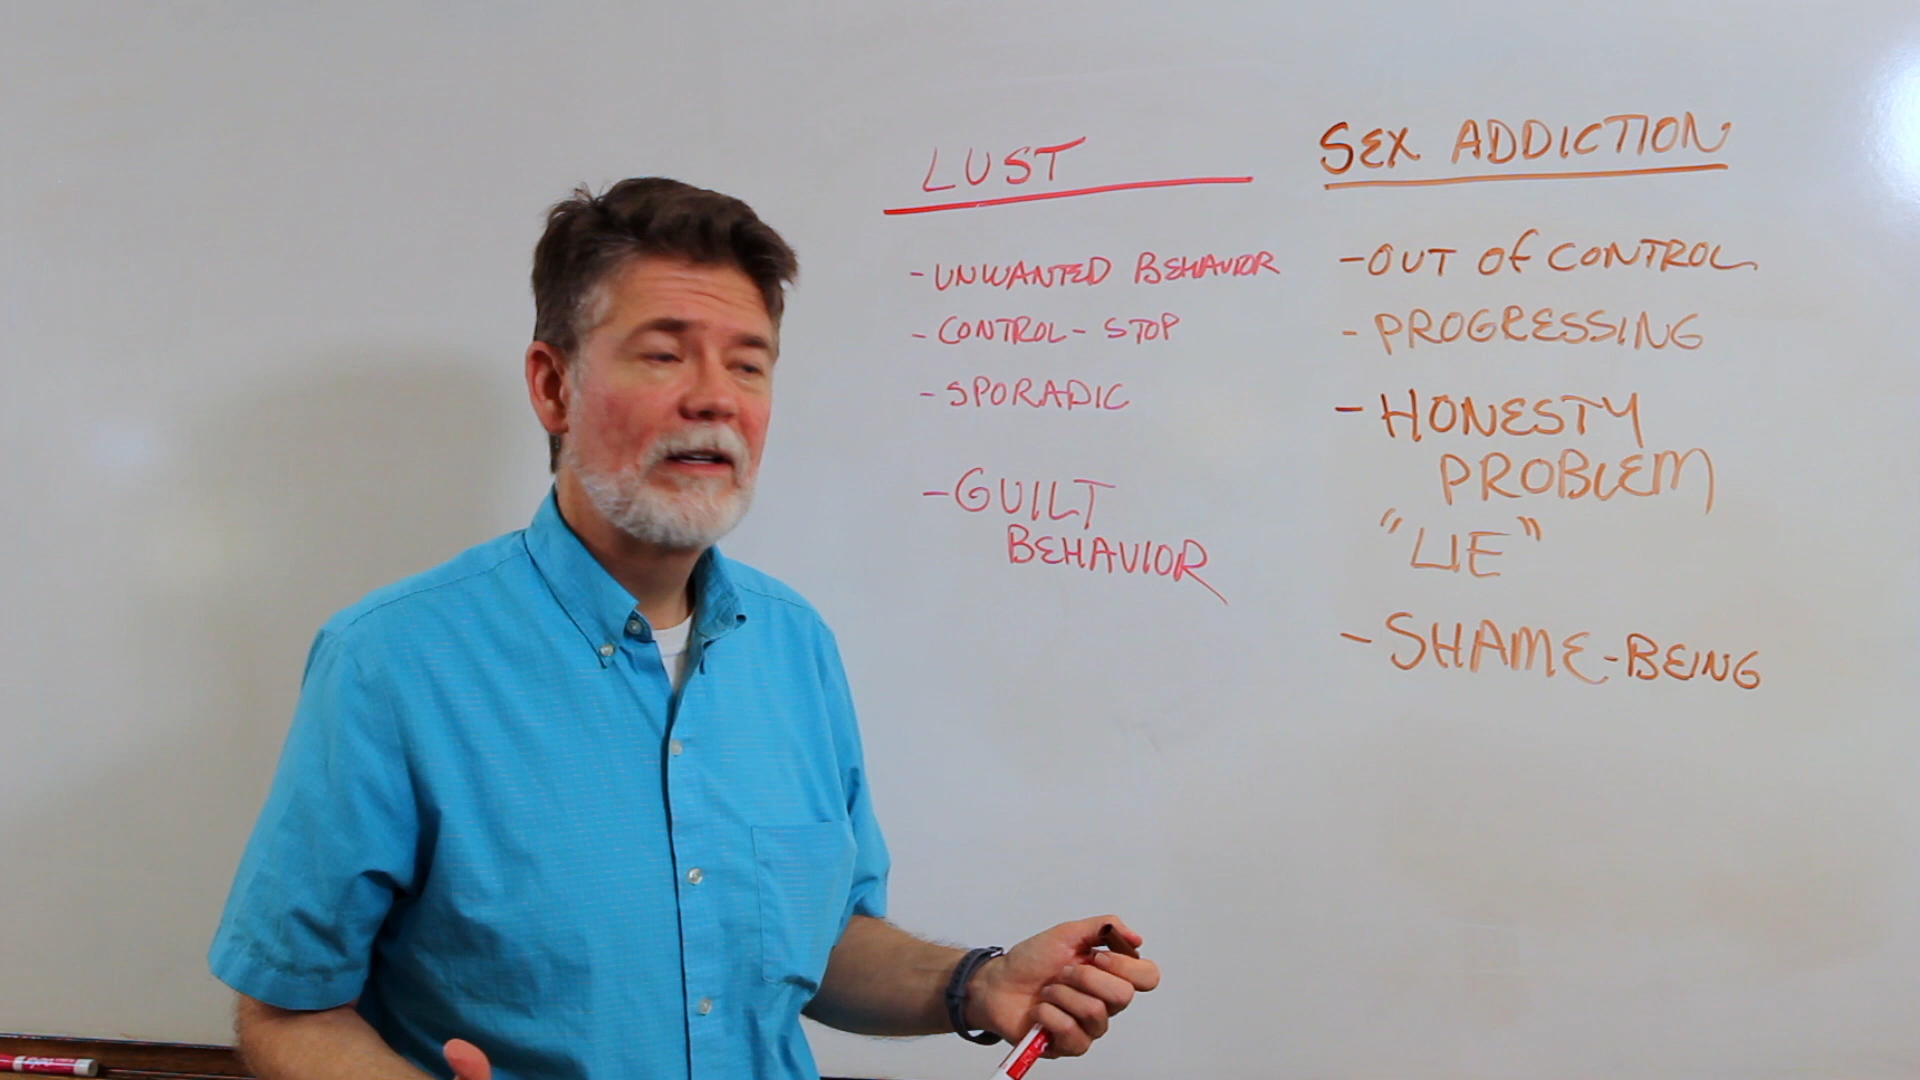 LUST
- UNWANTED BEHAVIOR
- CONTROL - STOP
- SPORADIC
- GUILT
BEHAVIOR
SEX ADDICTION
- OUT OF CONTROL
- PROGRESSING
- HONESTY
PROBLEM
"LIE"
- SHAME - BEING